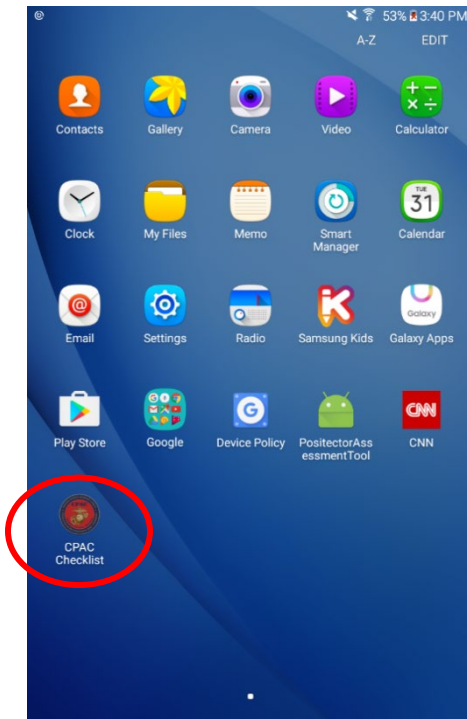 53% 3:40 PM
A-Z EDIT
Contacts Gallery Camera Video Calculator
TUE
31
Clock My Files Memo Smart Manager Calendar
@
Galaxy
Email Settings Radio Samsung Kids Galaxy Apps
G
CNN
Play Store Google Device Policy PositectorAss
essmentTool CNN
CPAC
Checklist